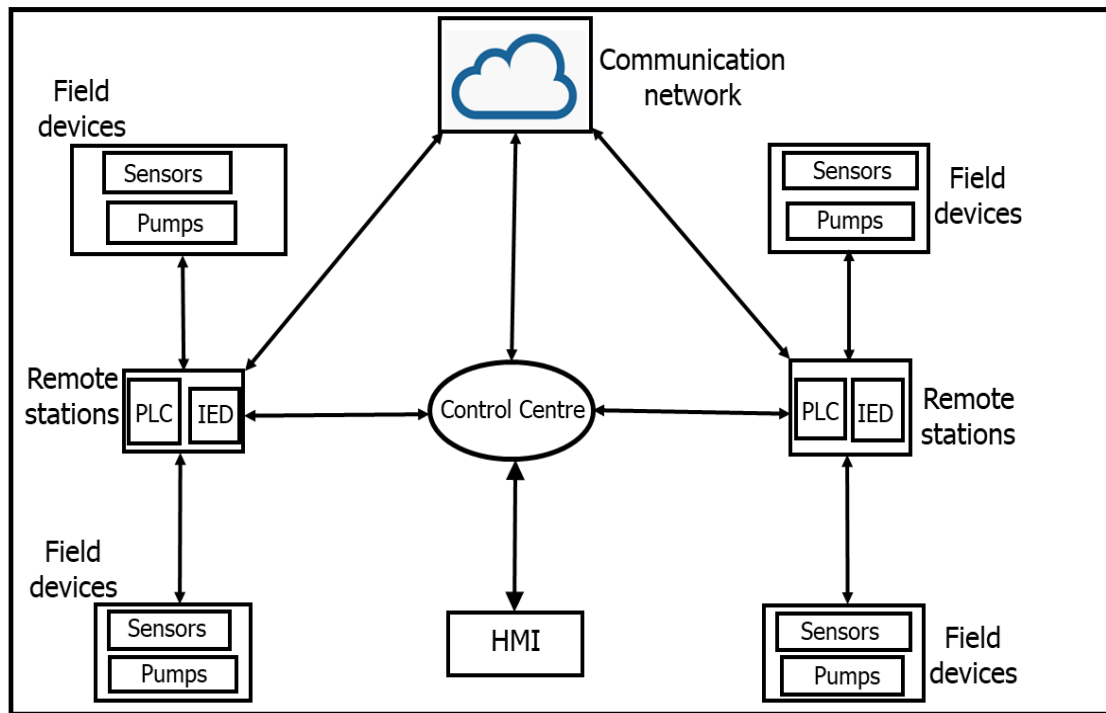 Communication
network
Field
devices
Sensors
Pumps
Sensors
Pumps
Field
devices
Remote
stations
PLC
IED
Control Centre
PLC
IED
Remote
stations
Field
devices
Sensors
Pumps
HMI
Sensors
Pumps
Field
devices